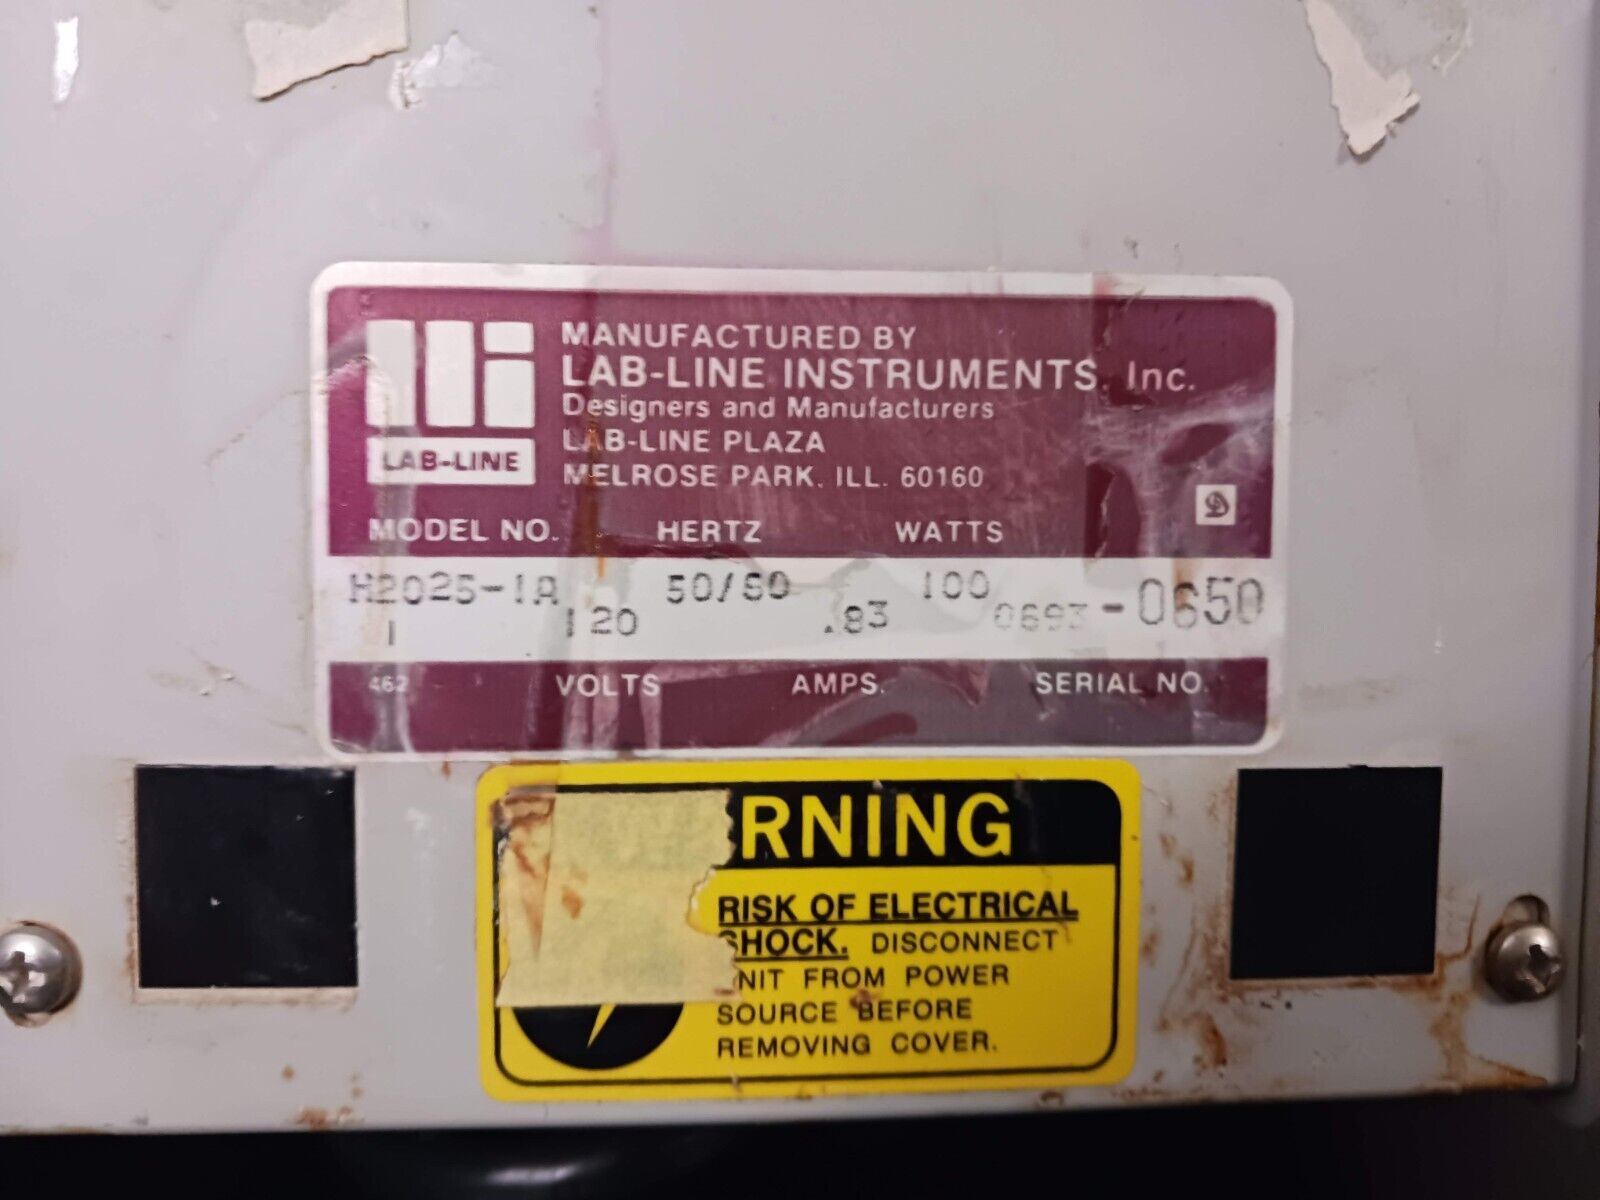 MANUFACTURED BY
LAB-LINE INSTRUMENTS, Inc.
Designers and Manufacturers
LAB-LINE PLAZA
MELROSE PARK, ILL. 60160
LAB-LINE
MODEL NO. HERTZ WATTS
H2025-1A 50/60 100
1 120 .83 0693-0650
462 VOLTS AMPS. SERIAL NO.
RNING
RISK OF ELECTRICAL
SHOCK. DISCONNECT
UNIT FROM POWER
SOURCE BEFORE
REMOVING COVER.